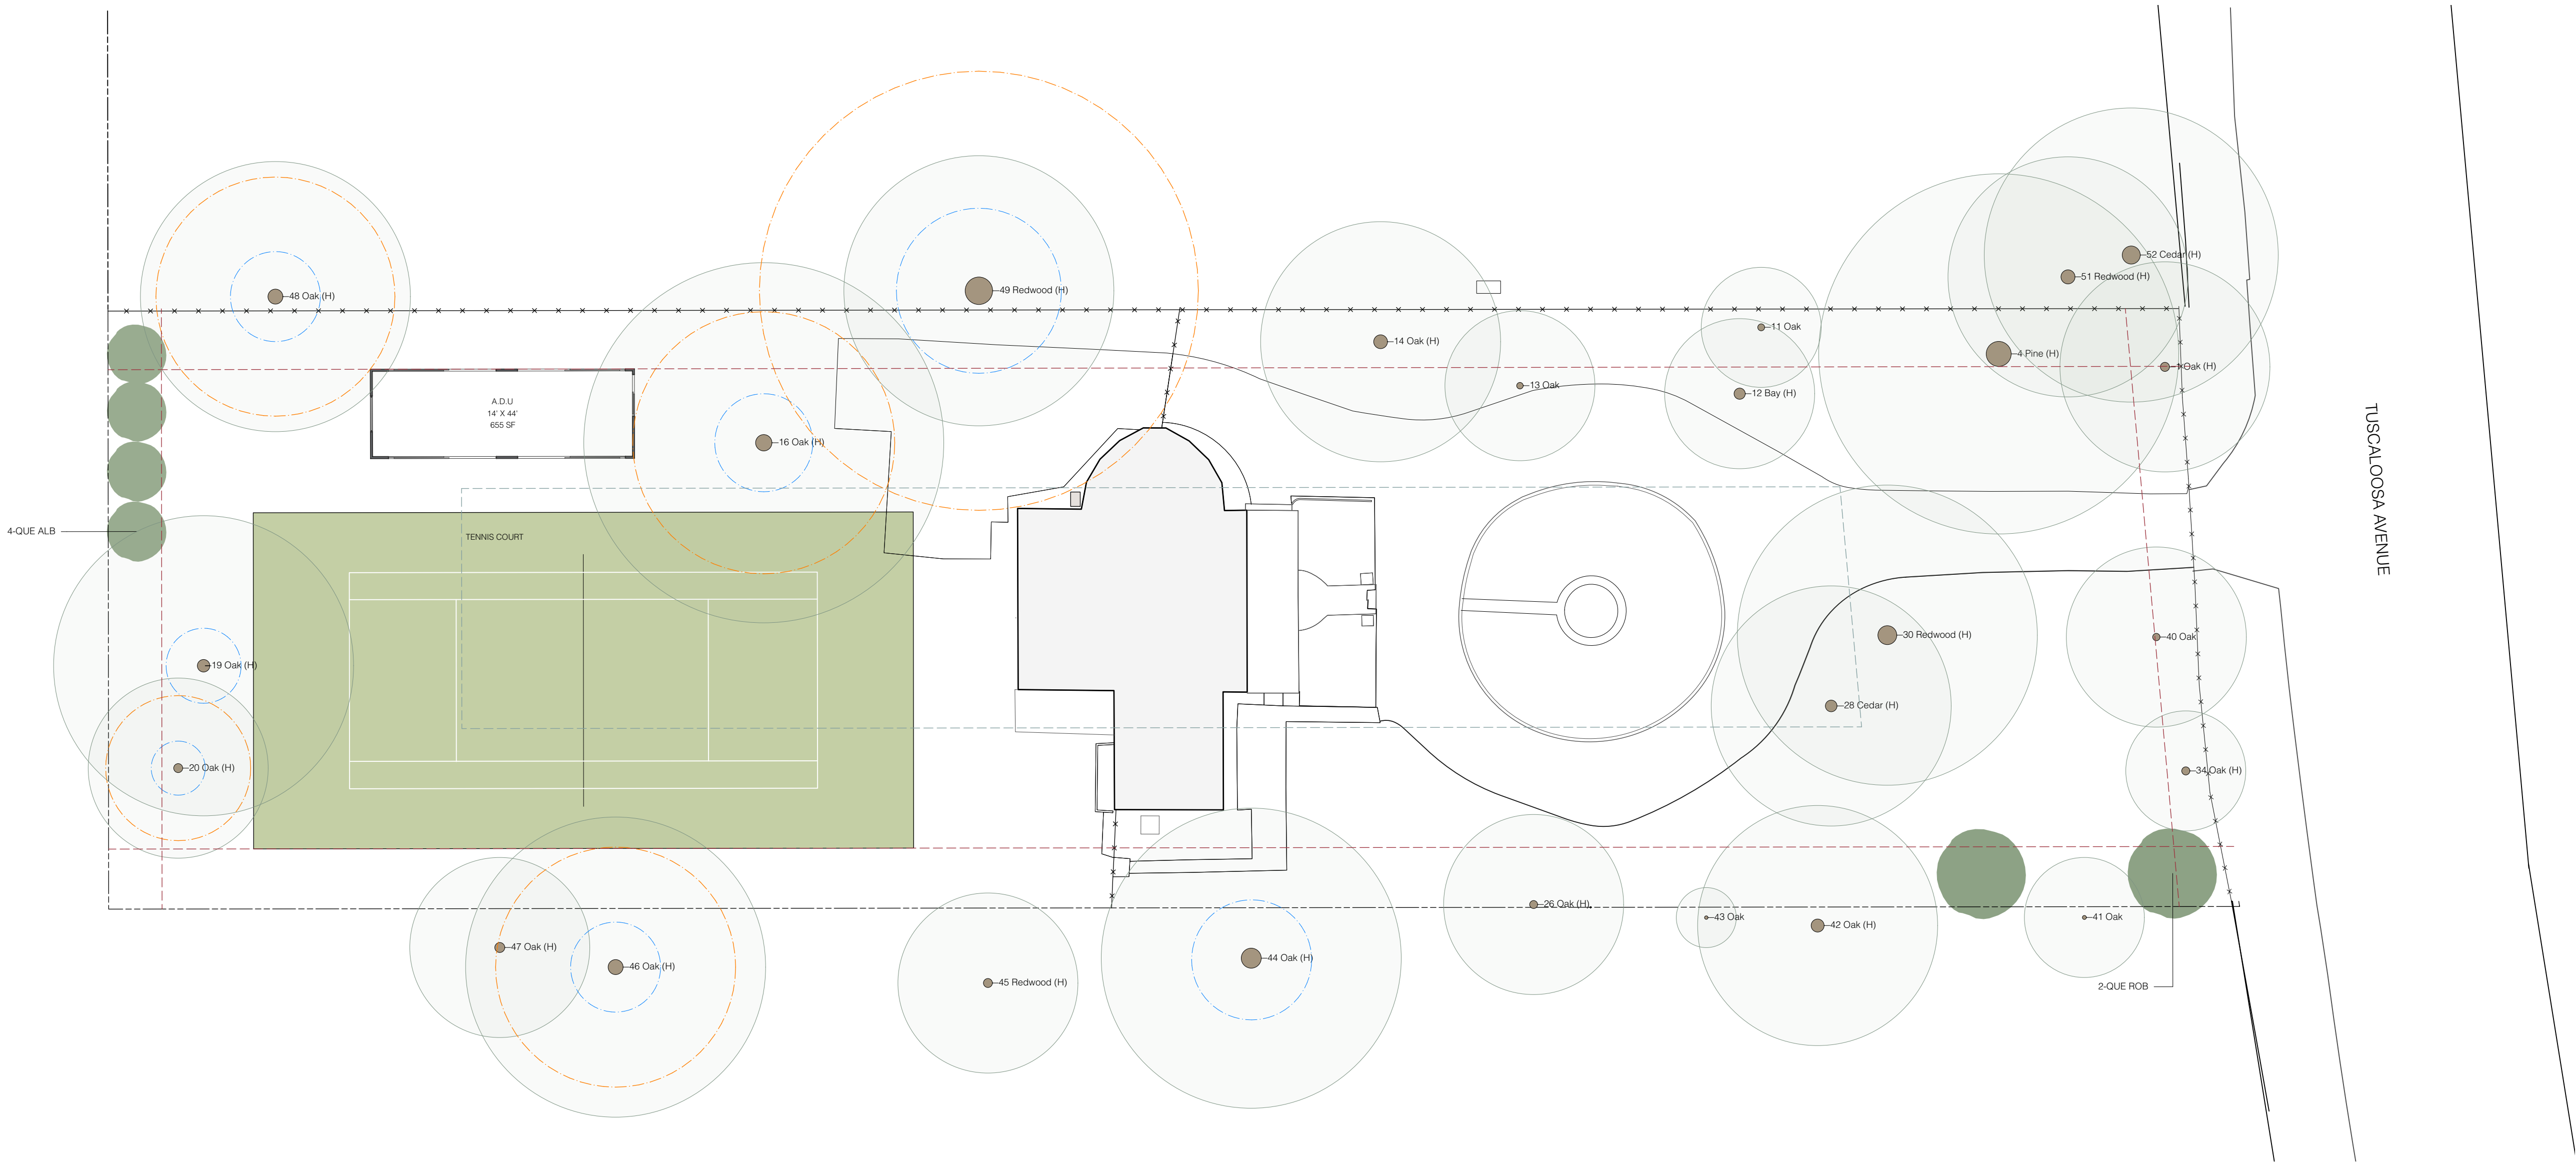 52 Cedar (H)
51 Redwood (H)
48 Oak (H)
49 Redwood (H)
11 Oak
14 Oak (H)
4 Pine (H)
1 Oak (H)
13 Oak
12 Bay (H)
A.D.U
14' X 44'
655 SF
16 Oak (H)
TUSCALOOSA AVENUE
4-QUE ALB
TENNIS COURT
30 Redwood (H)
40 Oak
19 Oak (H)
28 Cedar (H)
20 Oak (H)
34 Oak (H)
26 Oak (H)
43 Oak
41 Oak
42 Oak (H)
47 Oak (H)
44 Oak (H)
46 Oak (H)
45 Redwood (H)
2-QUE ROB